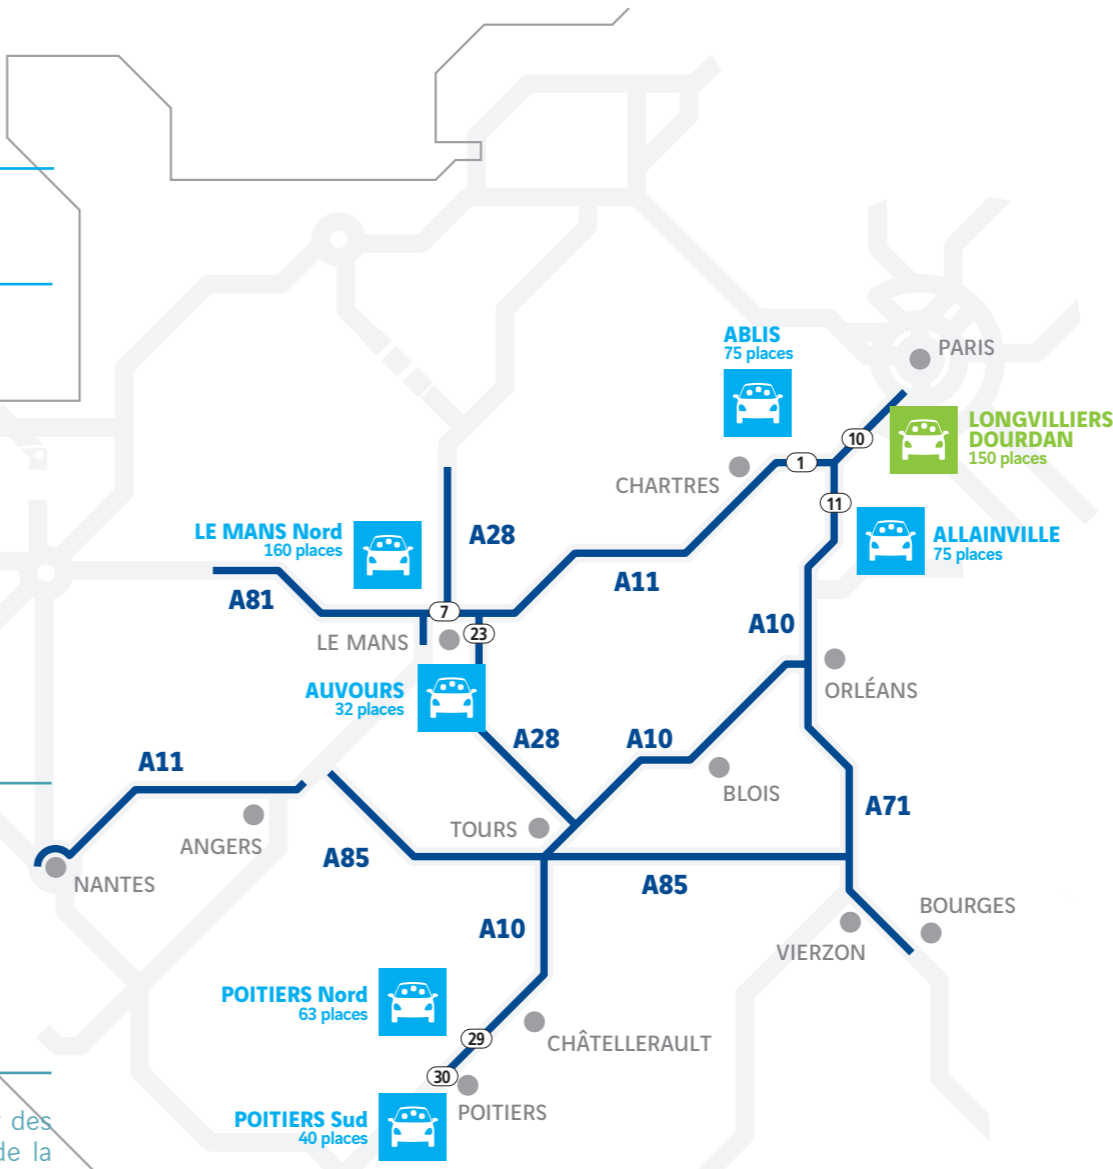 PARIS
ABLIS
75 places
LONGVILLIERS
DOURDAN
150 places
10
1
CHARTRES
11
LE MANS Nord
160 places
A28
ALLAINVILLE
75 places
A11
A81
7
23
LE MANS
A10
AUVOURS
32 places
ORLÉANS
A28
A10
A11
BLOIS
A71
TOURS
ANGERS
A85
NANTES
A85
BOURGES
A10
VIERZON
POITIERS Nord
63 places
29
CHÂTELLERAULT
30
POITIERS
POITIERS Sud
40 places
des
de la